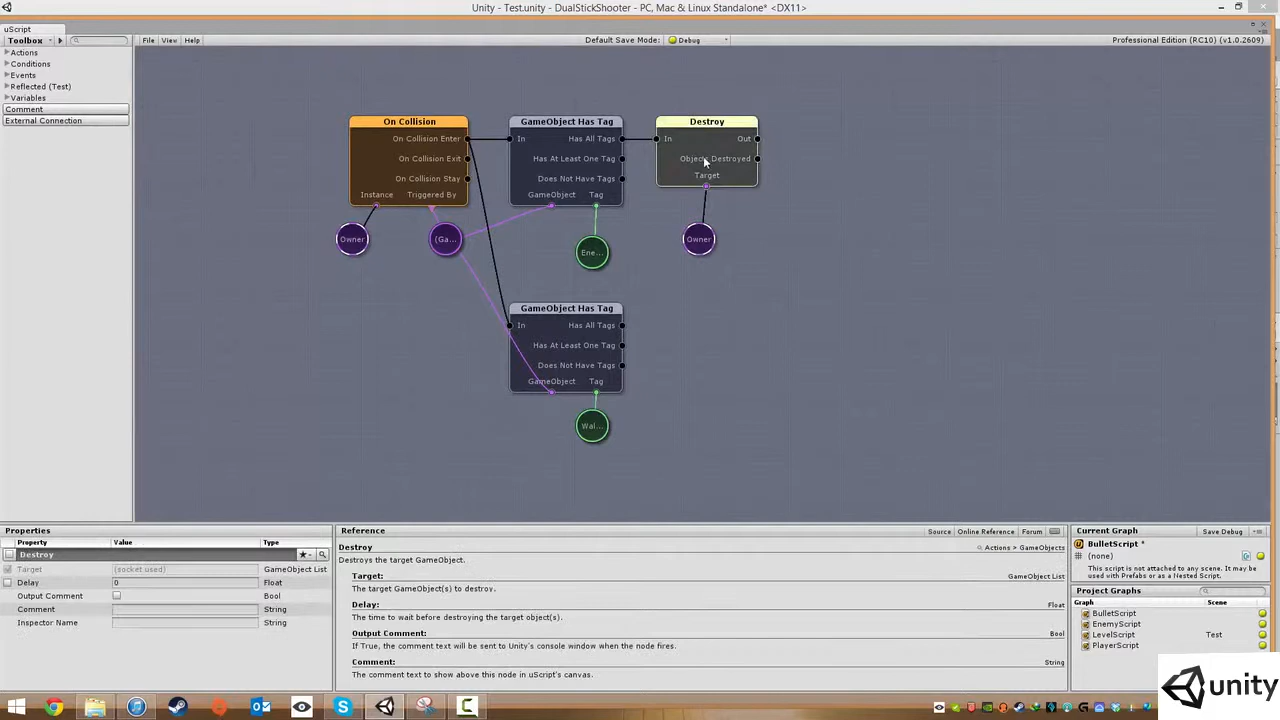 Unity - Test.unity - DualStickShooter - PC, Mac & Linux Standalone* <DX11>
uScript
Toolbox
File View Help
Default Save Mode: Debug
Professional Edition (RC10) (v1.0.2609)
Actions
Conditions
Events
Reflected (Test)
Variables
Comment
External Connection
On Collision
On Collision Enter
On Collision Exit
On Collision Stay
Instance Triggered By
Owner
(Ga...
GameObject Has Tag
In Has All Tags
Has At Least One Tag
Does Not Have Tags
GameObject Tag
Ene...
Destroy
In Out
Objects Destroyed
Target
Owner
GameObject Has Tag
In Has All Tags
Has At Least One Tag
Does Not Have Tags
GameObject Tag
Wal...
Properties
Property Value Type
Destroy
Target (socket used) GameObject List
Delay 0 Float
Output Comment Bool
Comment String
Inspector Name String
Reference Source Online Reference Forum
Destroy Actions > GameObjects
Destroys the target GameObject.
Target: GameObject List
The target GameObject(s) to destroy.
Delay: Float
The time to wait before destroying the target object(s).
Output Comment: Bool
If True, the comment text will be sent to Unity's console window when the node fires.
Comment: String
The comment text to show above this node in uScript's canvas.
Current Graph Save Debug
BulletScript *
(none)
This script is not attached to any scene. It may be
used with Prefabs or as a Nested Script.
Project Graphs
Graph Scene
BulletScript
EnemyScript
LevelScript Test
PlayerScript
unity